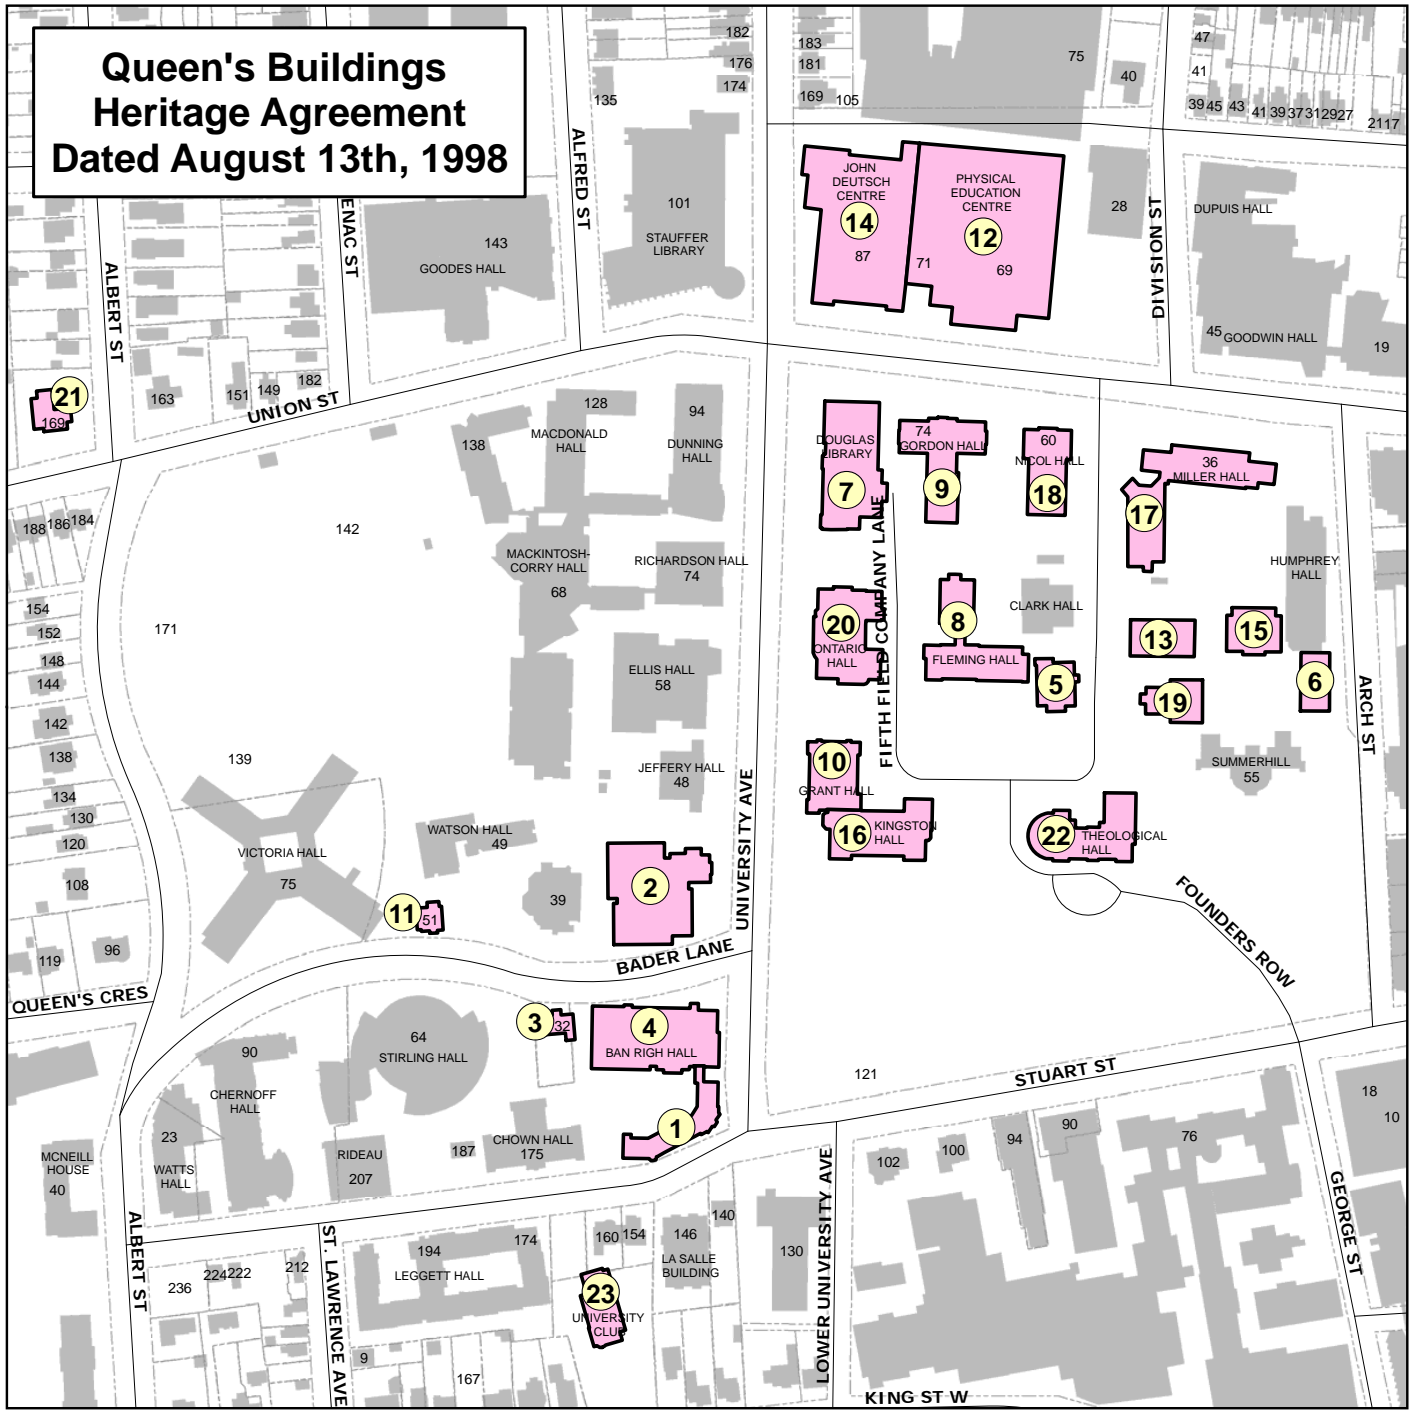 Queen's Buildings
Heritage Agreement
Dated August 13th, 1998
182
176
174
135
183
181
169
105
75
40
47
41
39 45 43 41 39 37 31 29 27 21 17
ALFRED ST
ENAC ST
ALBERT ST
DIVISION ST
143
GOODES HALL
101
STAUFFER
LIBRARY
JOHN
DEUTSCH
CENTRE
14
87
PHYSICAL
EDUCATION
CENTRE
12
71
69
28
DUPUIS HALL
45
GOODWIN HALL
19
21
169
163
151
149
182
UNION ST
138
128
MACDONALD
HALL
94
DUNNING
HALL
DOUGLAS
LIBRARY
7
74
GORDON HALL
9
60
NICOL HALL
18
36
MILLER HALL
17
188 186 184
142
MACKINTOSH-
CORRY HALL
68
RICHARDSON HALL
74
FIFTH FIELD COMPANY LANE
CLARK HALL
HUMPHREY
HALL
154
152
148
144
142
138
134
130
120
108
96
119
171
139
ELLIS HALL
58
20
ONTARIO
HALL
8
FLEMING HALL
5
13
15
19
6
ARCH ST
JEFFERY HALL
48
UNIVERSITY AVE
10
GRANT HALL
16
KINGSTON
HALL
22
THEOLOGICAL
HALL
SUMMERHILL
55
WATSON HALL
49
VICTORIA HALL
75
11
51
39
2
BADER LANE
FOUNDERS ROW
QUEEN'S CRES
3
32
4
BAN RIGH HALL
64
STIRLING HALL
90
CHERNOFF
HALL
121
STUART ST
1
CHOWN HALL
175
187
RIDEAU
207
23
WATTS
HALL
MCNEILL
HOUSE
40
18
10
76
90
94
100
102
ALBERT ST
ST. LAWRENCE AVE
LOWER UNIVERSITY AVE
GEORGE ST
236
224 222
212
194
LEGGETT HALL
174
160 154
146
LA SALLE
BUILDING
140
130
23
UNIVERSITY
CLUB
9
167
KING ST W